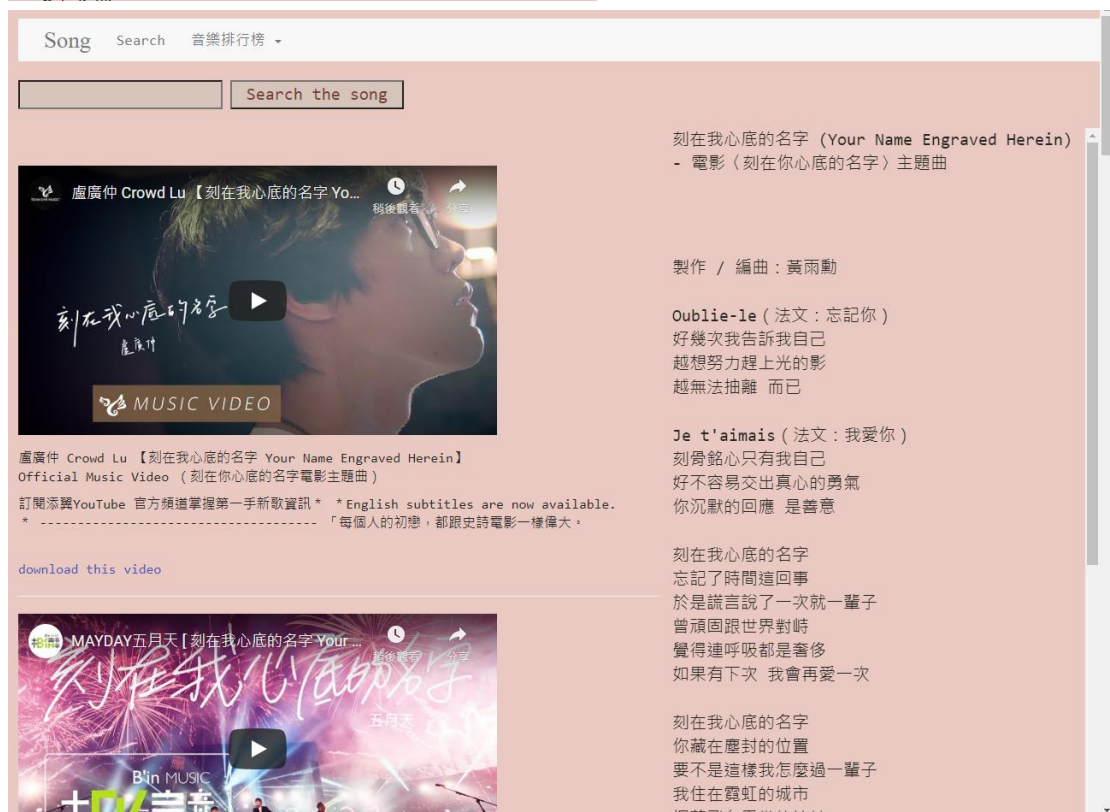 Song Search 音樂排行榜
Search the song
盧廣仲 Crowd Lu 【刻在我心底的名字 Yo...
稍後觀看 分享
刻在我心底的名字
盧廣仲
MUSIC VIDEO
盧廣仲 Crowd Lu 【刻在我心底的名字 Your Name Engraved Herein】
Official Music Video （刻在你心底的名字電影主題曲）
訂閱添翼YouTube 官方頻道掌握第一手新歌資訊＊ ＊English subtitles are now available.
＊ ------------------------------------- 「每個人的初戀，都跟史詩電影一樣偉大。
download this video
MAYDAY五月天 [ 刻在我心底的名字 Your ...
稍後觀看 分享
刻在我心底的名字
五月天
B'in MUSIC
刻在我心底的名字 (Your Name Engraved Herein)
- 電影〈刻在你心底的名字〉主題曲
製作 / 編曲：黃雨勳
Oublie-le（法文：忘記你）
好幾次我告訴我自己
越想努力趕上光的影
越無法抽離 而已
Je t'aimais（法文：我愛你）
刻骨銘心只有我自己
好不容易交出真心的勇氣
你沉默的回應 是善意
刻在我心底的名字
忘記了時間這回事
於是謊言說了一次就一輩子
曾頑固跟世界對峙
覺得連呼吸都是奢侈
如果有下次 我會再愛一次
刻在我心底的名字
你藏在塵封的位置
要不是這樣我怎麼過一輩子
我住在霓虹的城市